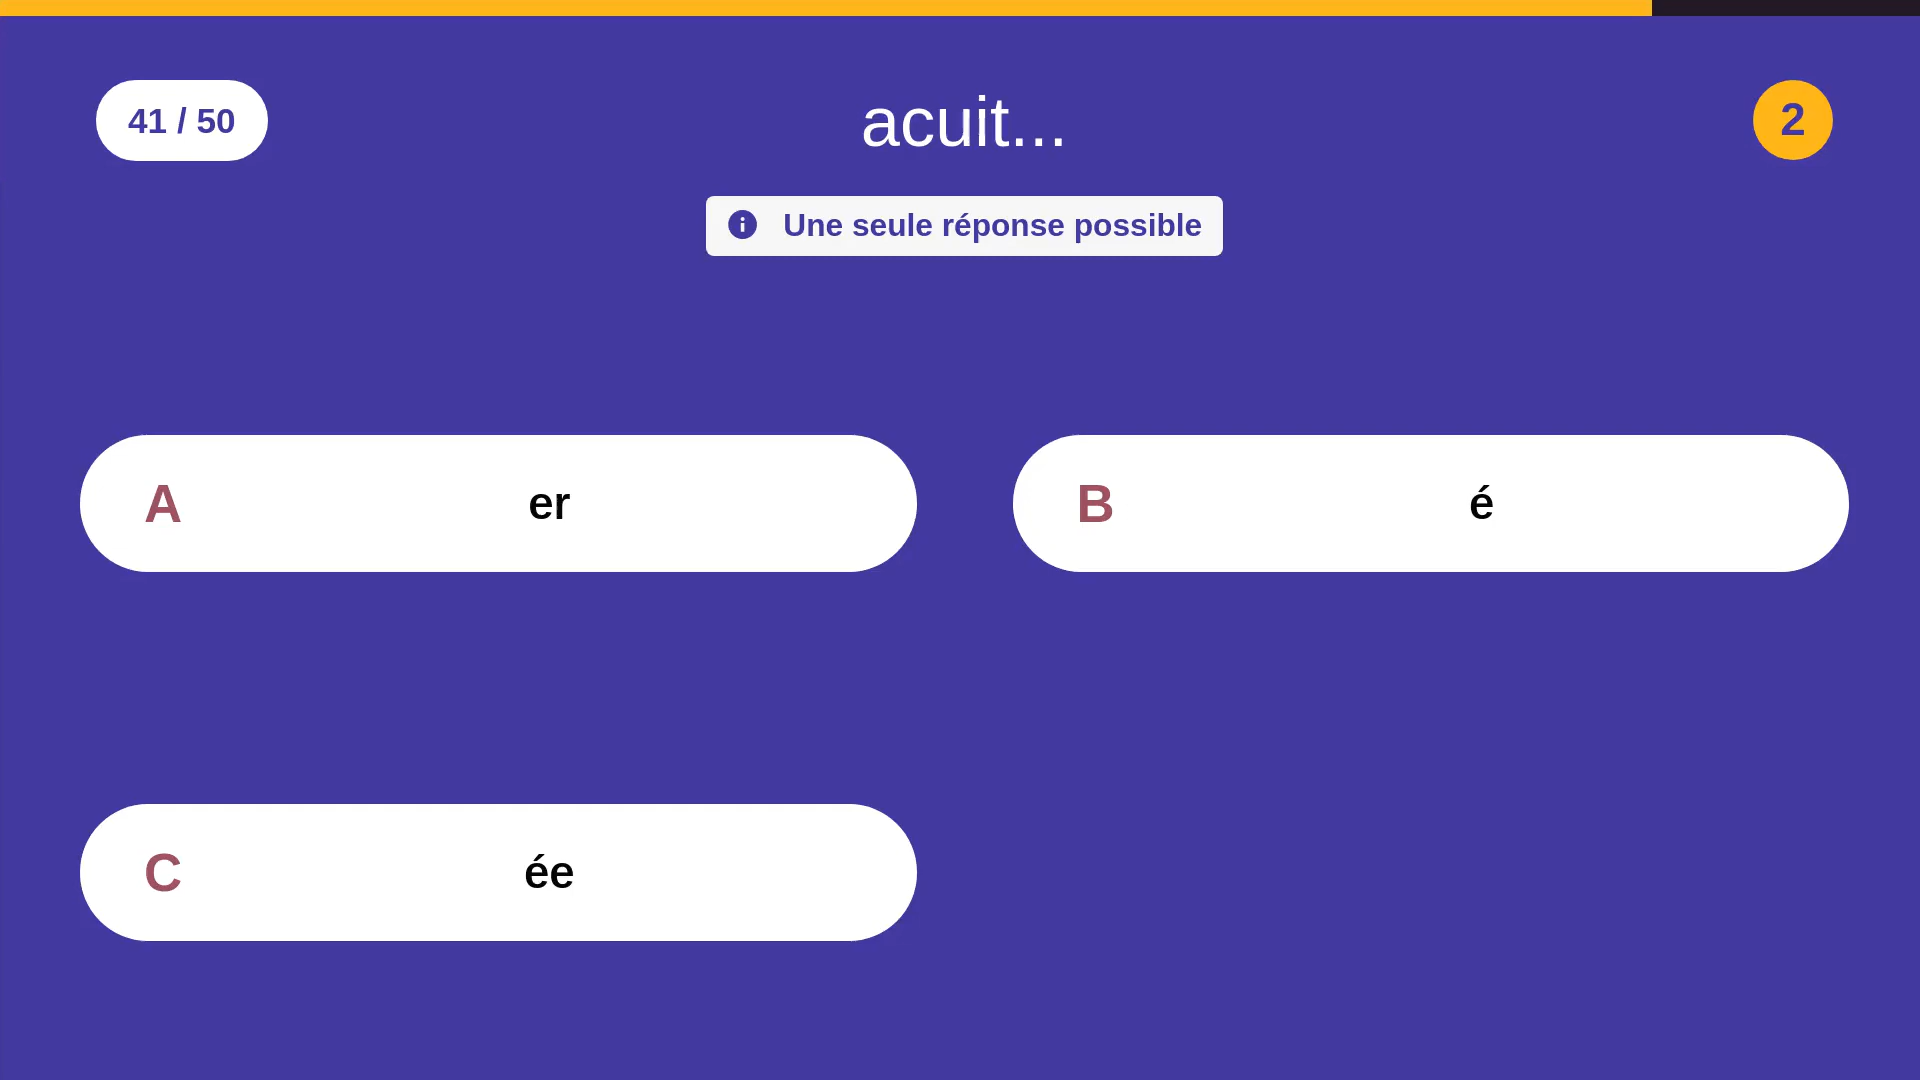 41 / 50
acuit...
2
Une seule réponse possible
A er
B é
C ée